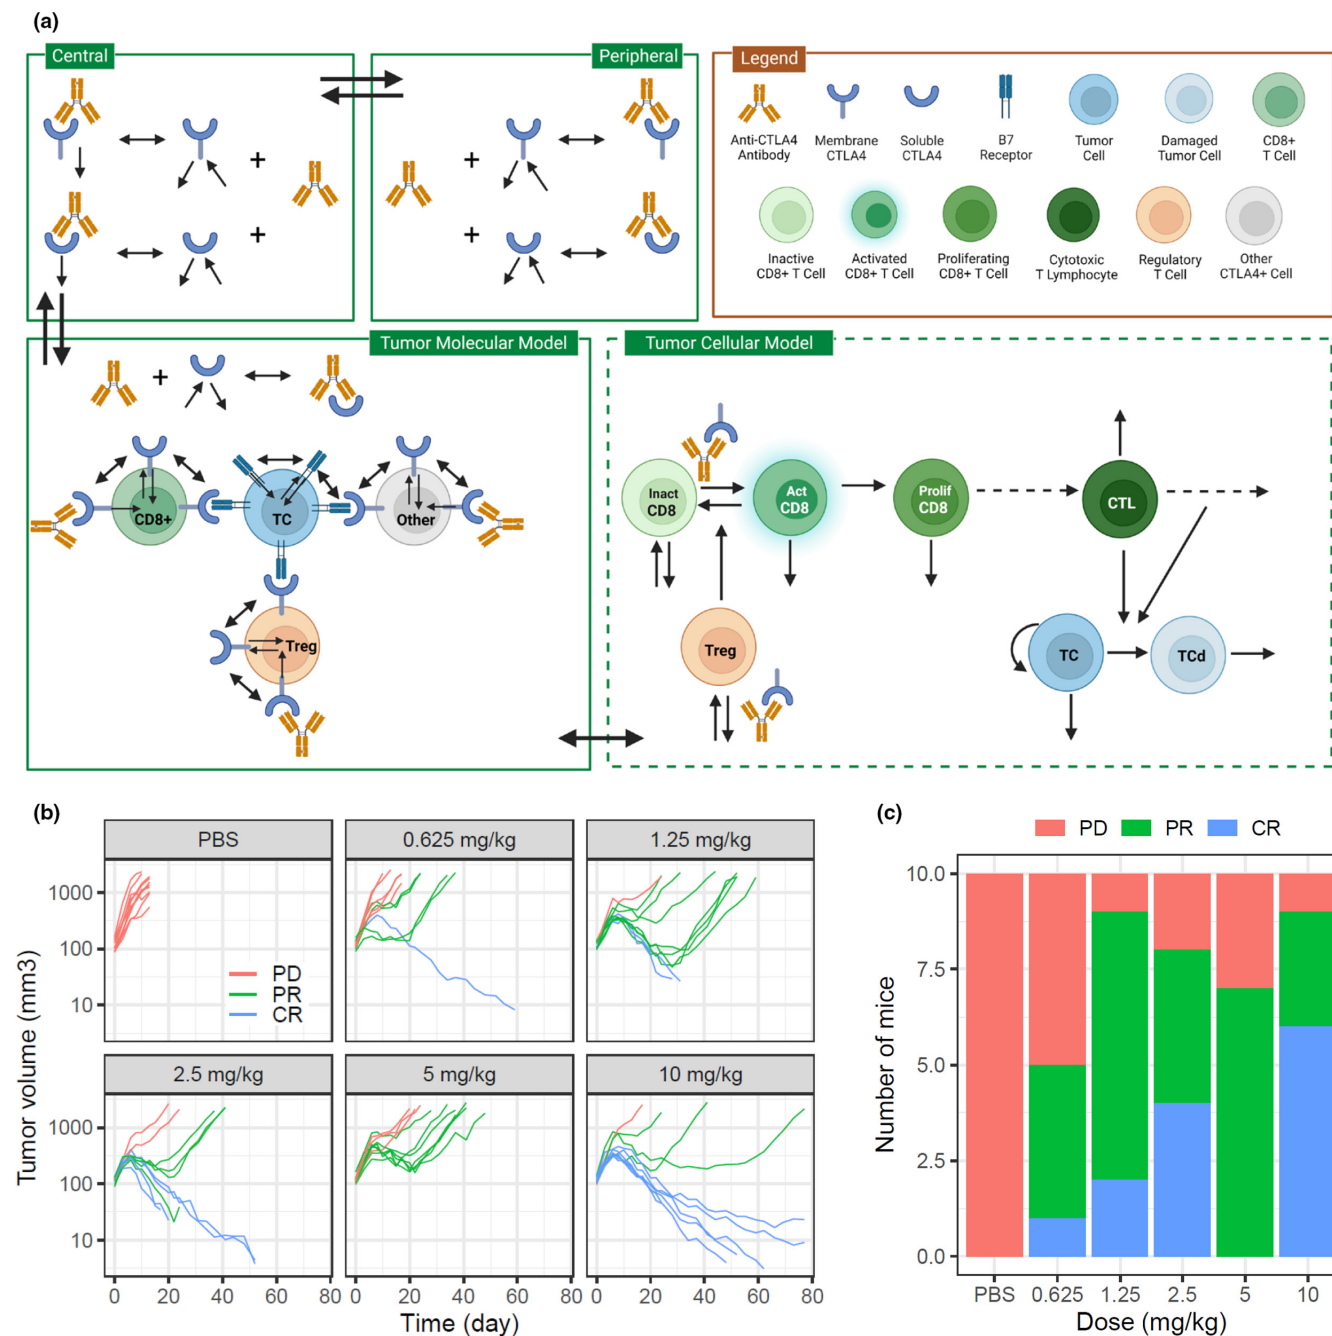 (a)
Central
Peripheral
Legend
Anti-CTLA4
Antibody
Membrane
CTLA4
Soluble
CTLA4
B7
Receptor
Tumor
Cell
Damaged
Tumor Cell
CD8+
T Cell
Inactive
CD8+ T Cell
Activated
CD8+ T Cell
Proliferating
CD8+ T Cell
Cytotoxic
T Lymphocyte
Regulatory
T Cell
Other
CTLA4+ Cell
+
+
+
+
Tumor Molecular Model
+
CD8+
TC
Other
Treg
Tumor Cellular Model
Inact
CD8
Act
CD8
Prolif
CD8
CTL
Treg
TC
TCd
(b)
PBS
0.625 mg/kg
1.25 mg/kg
2.5 mg/kg
5 mg/kg
10 mg/kg
1000
100
10
1000
100
10
PD
PR
CR
Tumor volume (mm3)
0 20 40 60 80
0 20 40 60 80
0 20 40 60 80
Time (day)
(c)
PD PR CR
10.0
7.5
5.0
2.5
0.0
Number of mice
PBS 0.625 1.25 2.5 5 10
Dose (mg/kg)